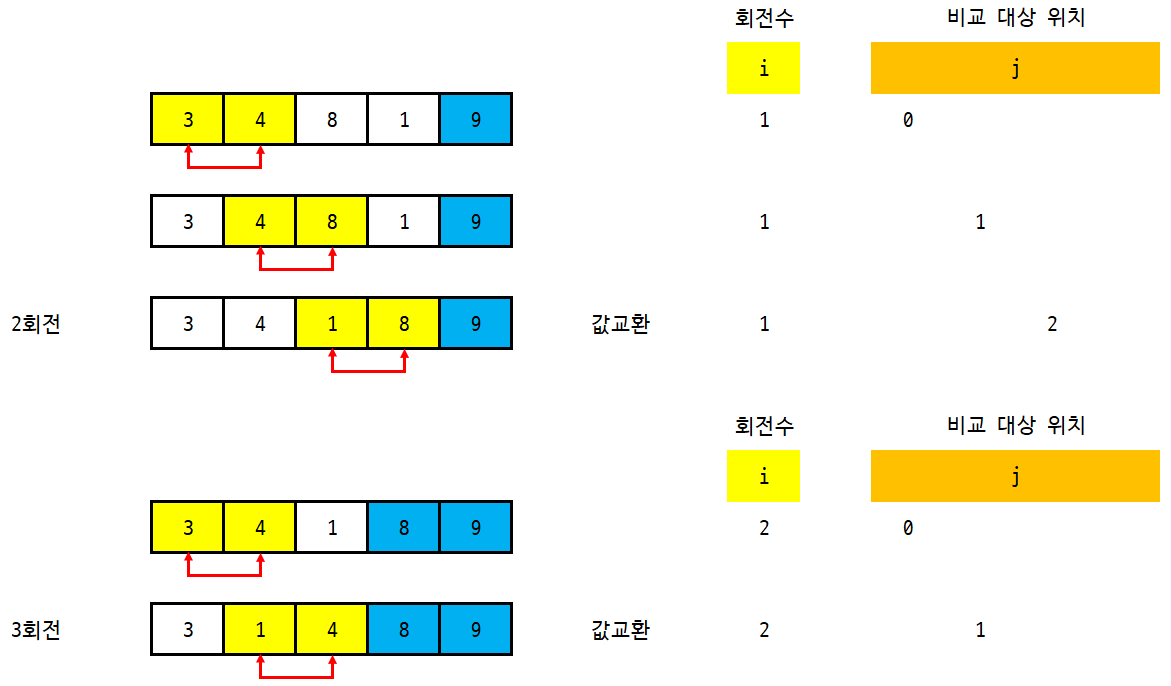 회전수 비교 대상 위치
i j
3 4 8 1 9 1 0
3 4 8 1 9 1 1
2회전 3 4 1 8 9 값교환 1 2
회전수 비교 대상 위치
i j
3 4 1 8 9 2 0
3회전 3 1 4 8 9 값교환 2 1